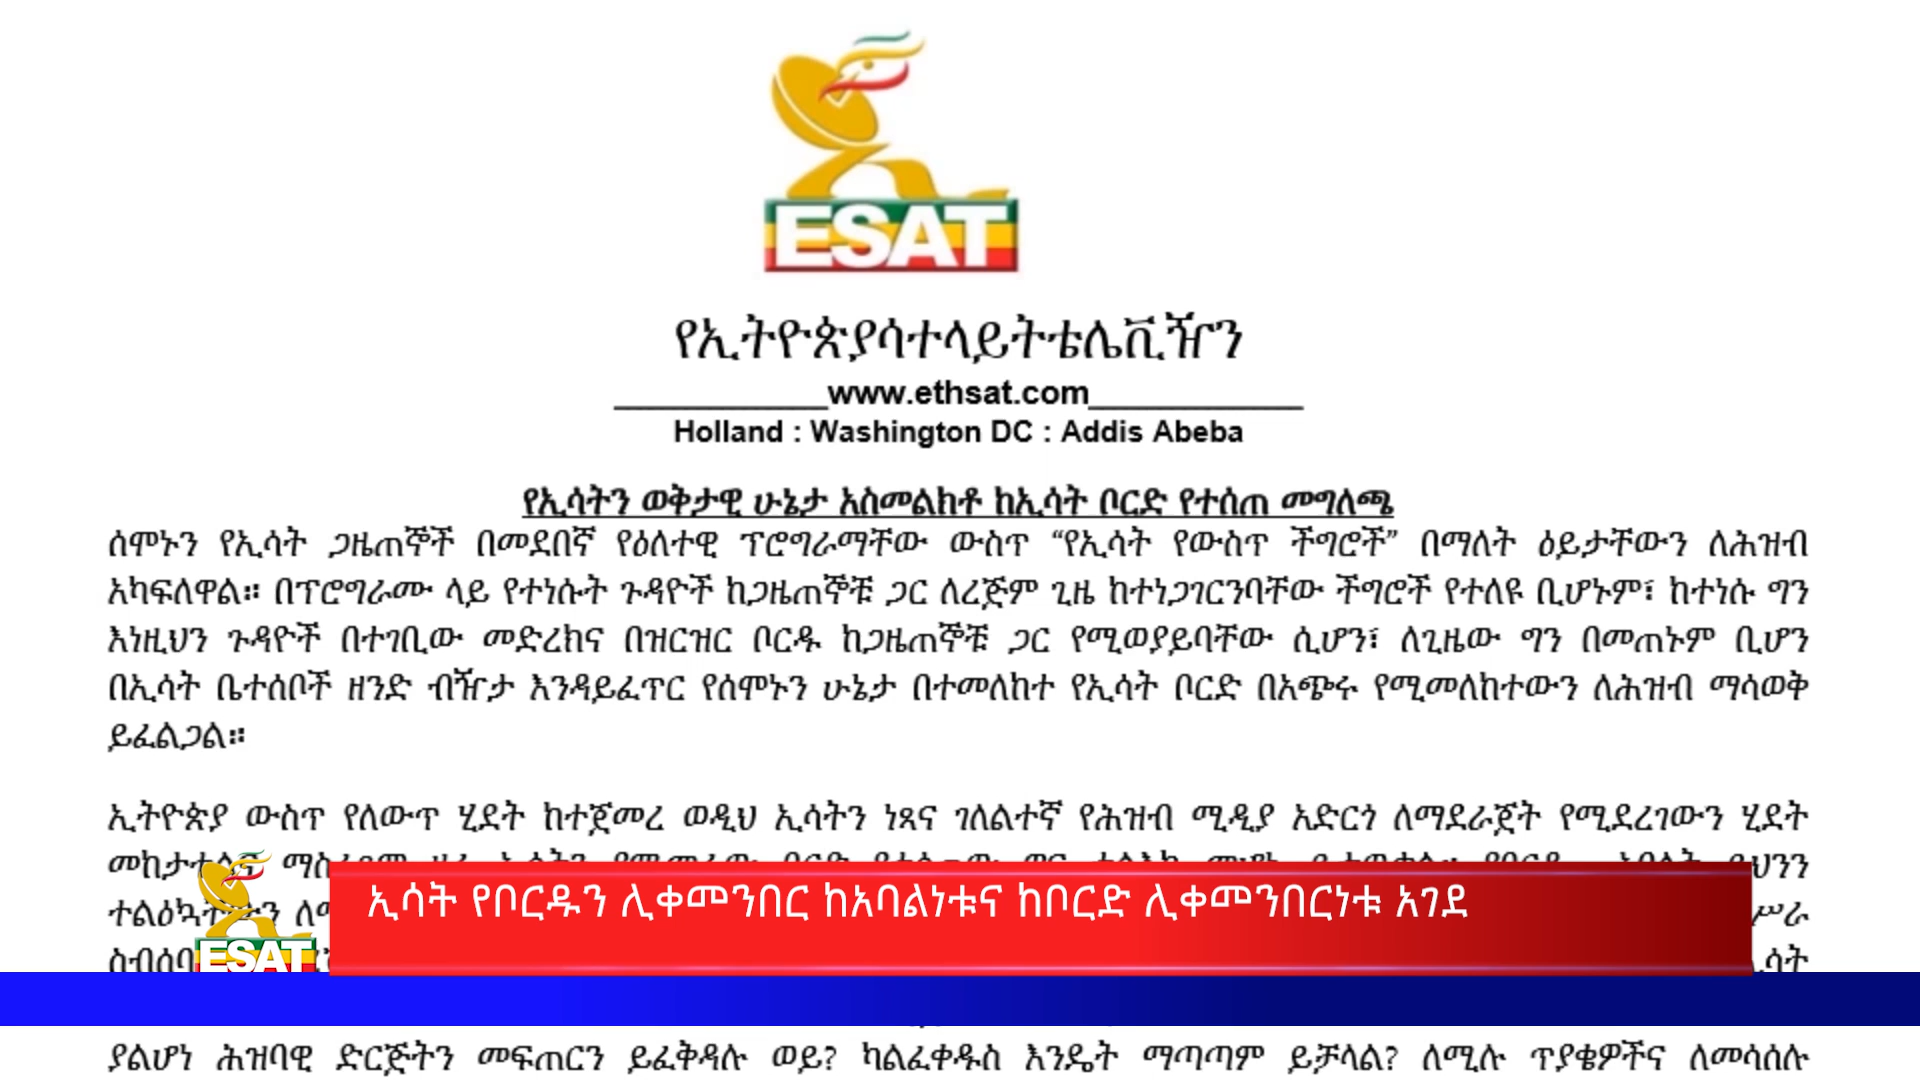 ESAT
የኢትዮጵያሳተላይትቴሌቪዥን
____________www.ethsat.com____________
Holland : Washington DC : Addis Abeba
የኢሳትን ወቅታዊ ሁኔታ አስመልክቶ ከኢሳት ቦርድ የተሰጠ መግለጫ
ሰሞኑን የኢሳት ጋዜጠኞች በመደበኛ የዕለተዊ ፕሮግራማቸው ውስጥ “የኢሳት የውስጥ ችግሮች” በማለት ዕይታቸውን ለሕዝብ
አካፍለዋል። በፕሮግራሙ ላይ የተነሱት ጉዳዮች ከጋዜጠኞቹ ጋር ለረጅም ጊዜ ከተነጋገርንባቸው ችግሮች የተለዩ ቢሆኑም፣ ከተነሱ ግን
እነዚህን ጉዳዮች በተገቢው መድረክና በዝርዝር ቦርዱ ከጋዜጠኞቹ ጋር የሚወያይባቸው ሲሆን፣ ለጊዜው ግን በመጠኑም ቢሆን
በኢሳት ቤተሰቦች ዘንድ ብዥታ እንዳይፈጥር የሰሞኑን ሁኔታ በተመለከተ የኢሳት ቦርድ በአጭሩ የሚመለከተውን ለሕዝብ ማሳወቅ
ይፈልጋል።
ኢትዮጵያ ውስጥ የለውጥ ሂደት ከተጀመረ ወዲህ ኢሳትን ነጻና ገለልተኛ የሕዝብ ሚዲያ አድርጎ ለማደራጀት የሚደረገውን ሂደት
ኢሳት የቦርዱን ሊቀመንበር ከአባልነቱና ከቦርድ ሊቀመንበርነቱ አገደ
ሥራ
ESAT
ያልሆነ ሕዝባዊ ድርጅትን መፍጠርን ይፈቅዳሉ ወይ? ካልፈቀዱስ እንዴት ማጣጣም ይቻላል? ለሚሉ ጥያቄዎችና ለመሳሰሉ